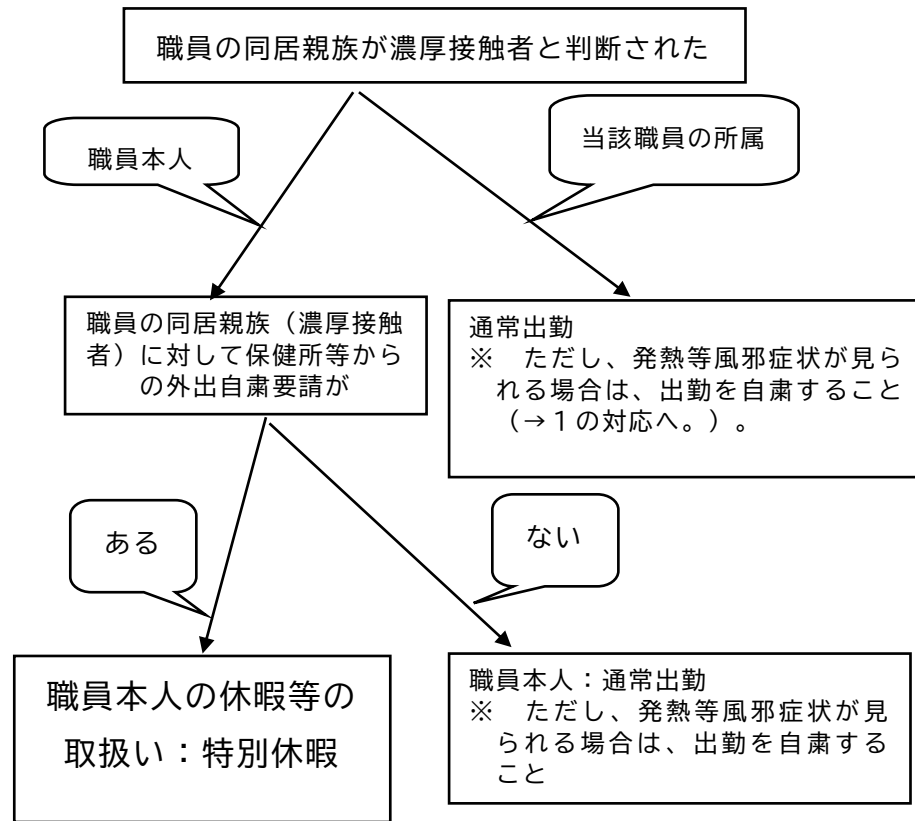 職員の同居親族が濃厚接触者と判断された
職員本人
当該職員の所属
職員の同居親族（濃厚接触
者）に対して保健所等から
の外出自粛要請が
通常出勤
※　ただし、発熱等風邪症状が見ら
れる場合は、出勤を自粛すること
（→１の対応へ。）。
ある
ない
職員本人の休暇等の
取扱い：特別休暇
職員本人：通常出勤
※　ただし、発熱等風邪症状が見
られる場合は、出勤を自粛する
こと